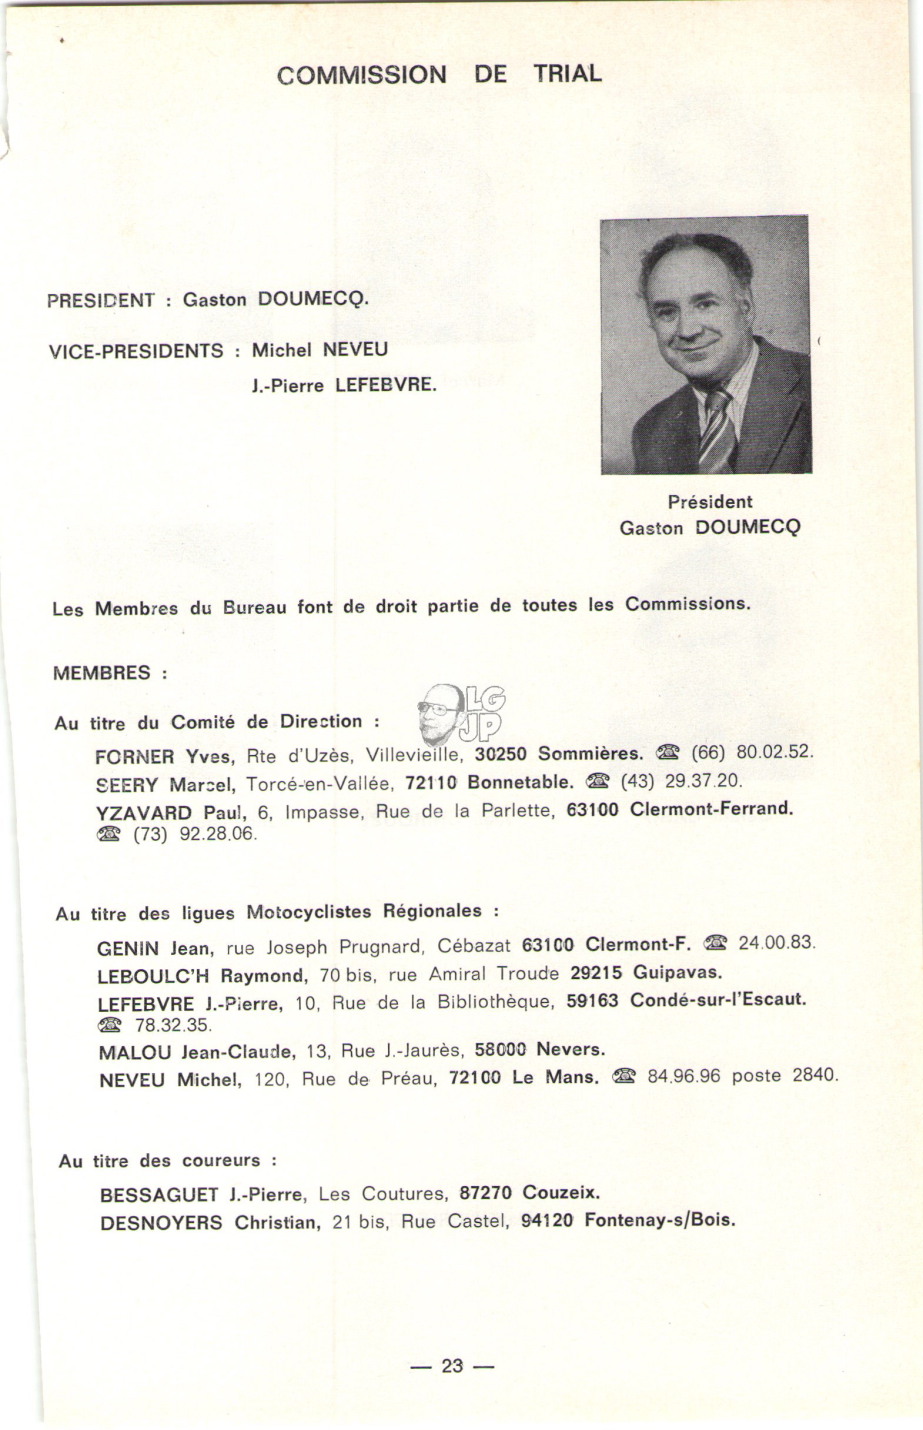 COMMISSION DE TRIAL
PRESIDENT : Gaston DOUMECQ.
VICE-PRESIDENTS : Michel NEVEU
J.-Pierre LEFEBVRE.
Président
Gaston DOUMECQ
Les Membres du Bureau font de droit partie de toutes les Commissions.
MEMBRES :
LG
JP
Au titre du Comité de Direction :
FORNER Yves, Rte d'Uzès, Villevieille, 30250 Sommières. ☎ (66) 80.02.52.
SEERY Marcel, Torcé-en-Vallée, 72110 Bonnetable. ☎ (43) 29.37.20.
YZAVARD Paul, 6, Impasse, Rue de la Parlette, 63100 Clermont-Ferrand.
☎ (73) 92.28.06.
Au titre des ligues Motocyclistes Régionales :
GENIN Jean, rue Joseph Prugnard, Cébazat 63100 Clermont-F. ☎ 24.00.83.
LEBOULC'H Raymond, 70 bis, rue Amiral Troude 29215 Guipavas.
LEFEBVRE J.-Pierre, 10, Rue de la Bibliothèque, 59163 Condé-sur-l'Escaut.
☎ 78.32.35.
MALOU Jean-Claude, 13, Rue J.-Jaurès, 58000 Nevers.
NEVEU Michel, 120, Rue de Préau, 72100 Le Mans. ☎ 84.96.96 poste 2840.
Au titre des coureurs :
BESSAGUET J.-Pierre, Les Coutures, 87270 Couzeix.
DESNOYERS Christian, 21 bis, Rue Castel, 94120 Fontenay-s/Bois.
— 23 —